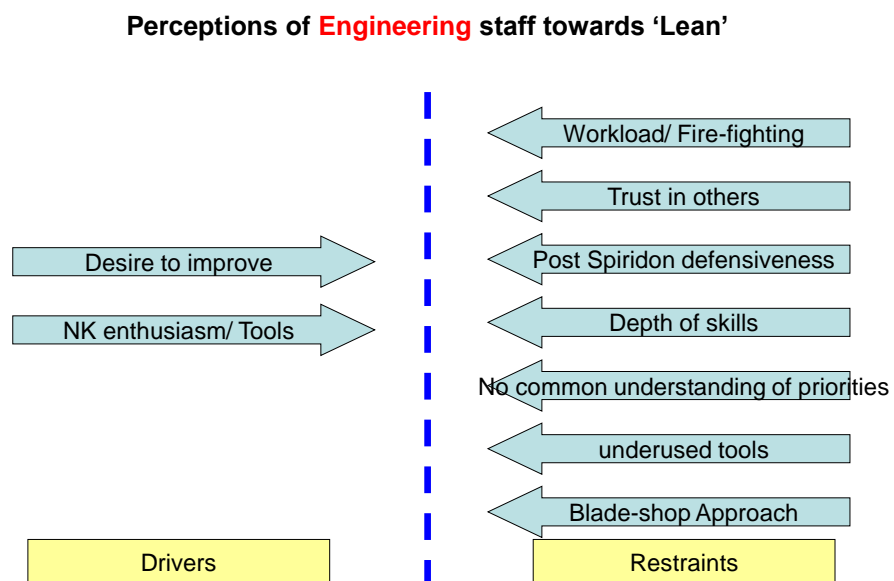 Perceptions of Engineering staff towards ‘Lean’
Workload/ Fire-fighting
Trust in others
Desire to improve
Post Spiridon defensiveness
NK enthusiasm/ Tools
Depth of skills
No common understanding of priorities
underused tools
Blade-shop Approach
Drivers
Restraints